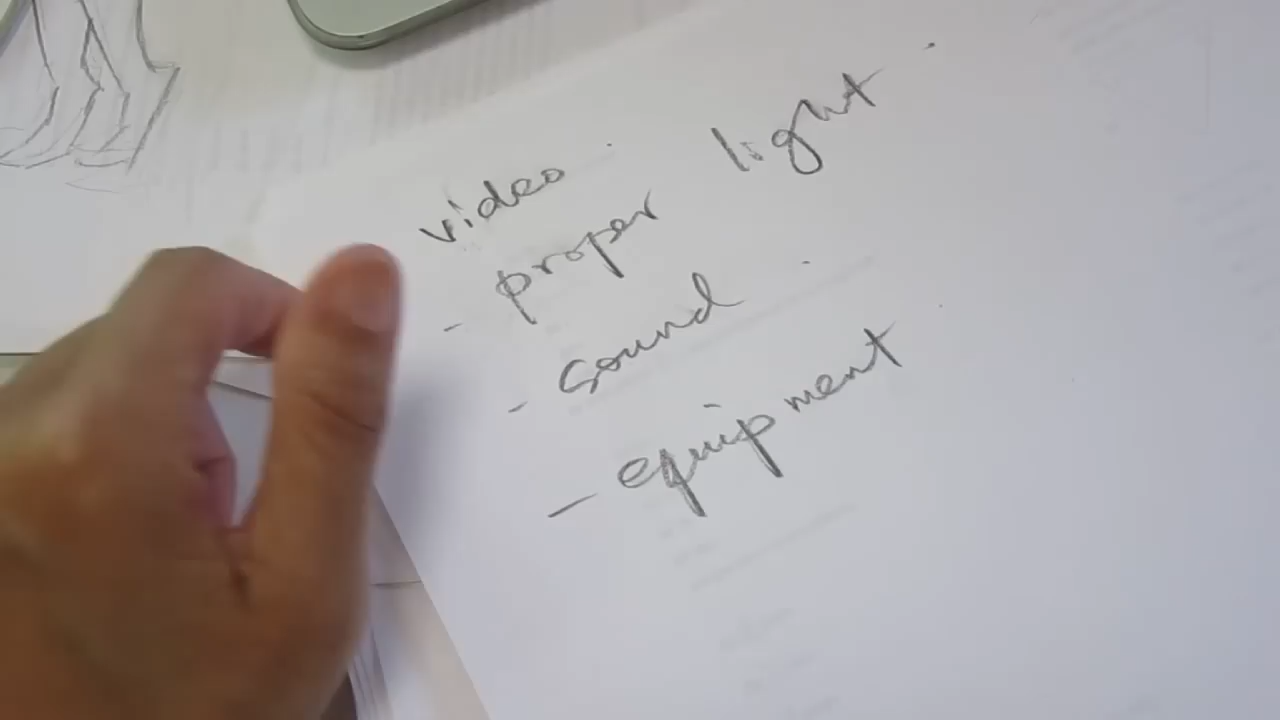 video
- proper light
- sound
- equipment